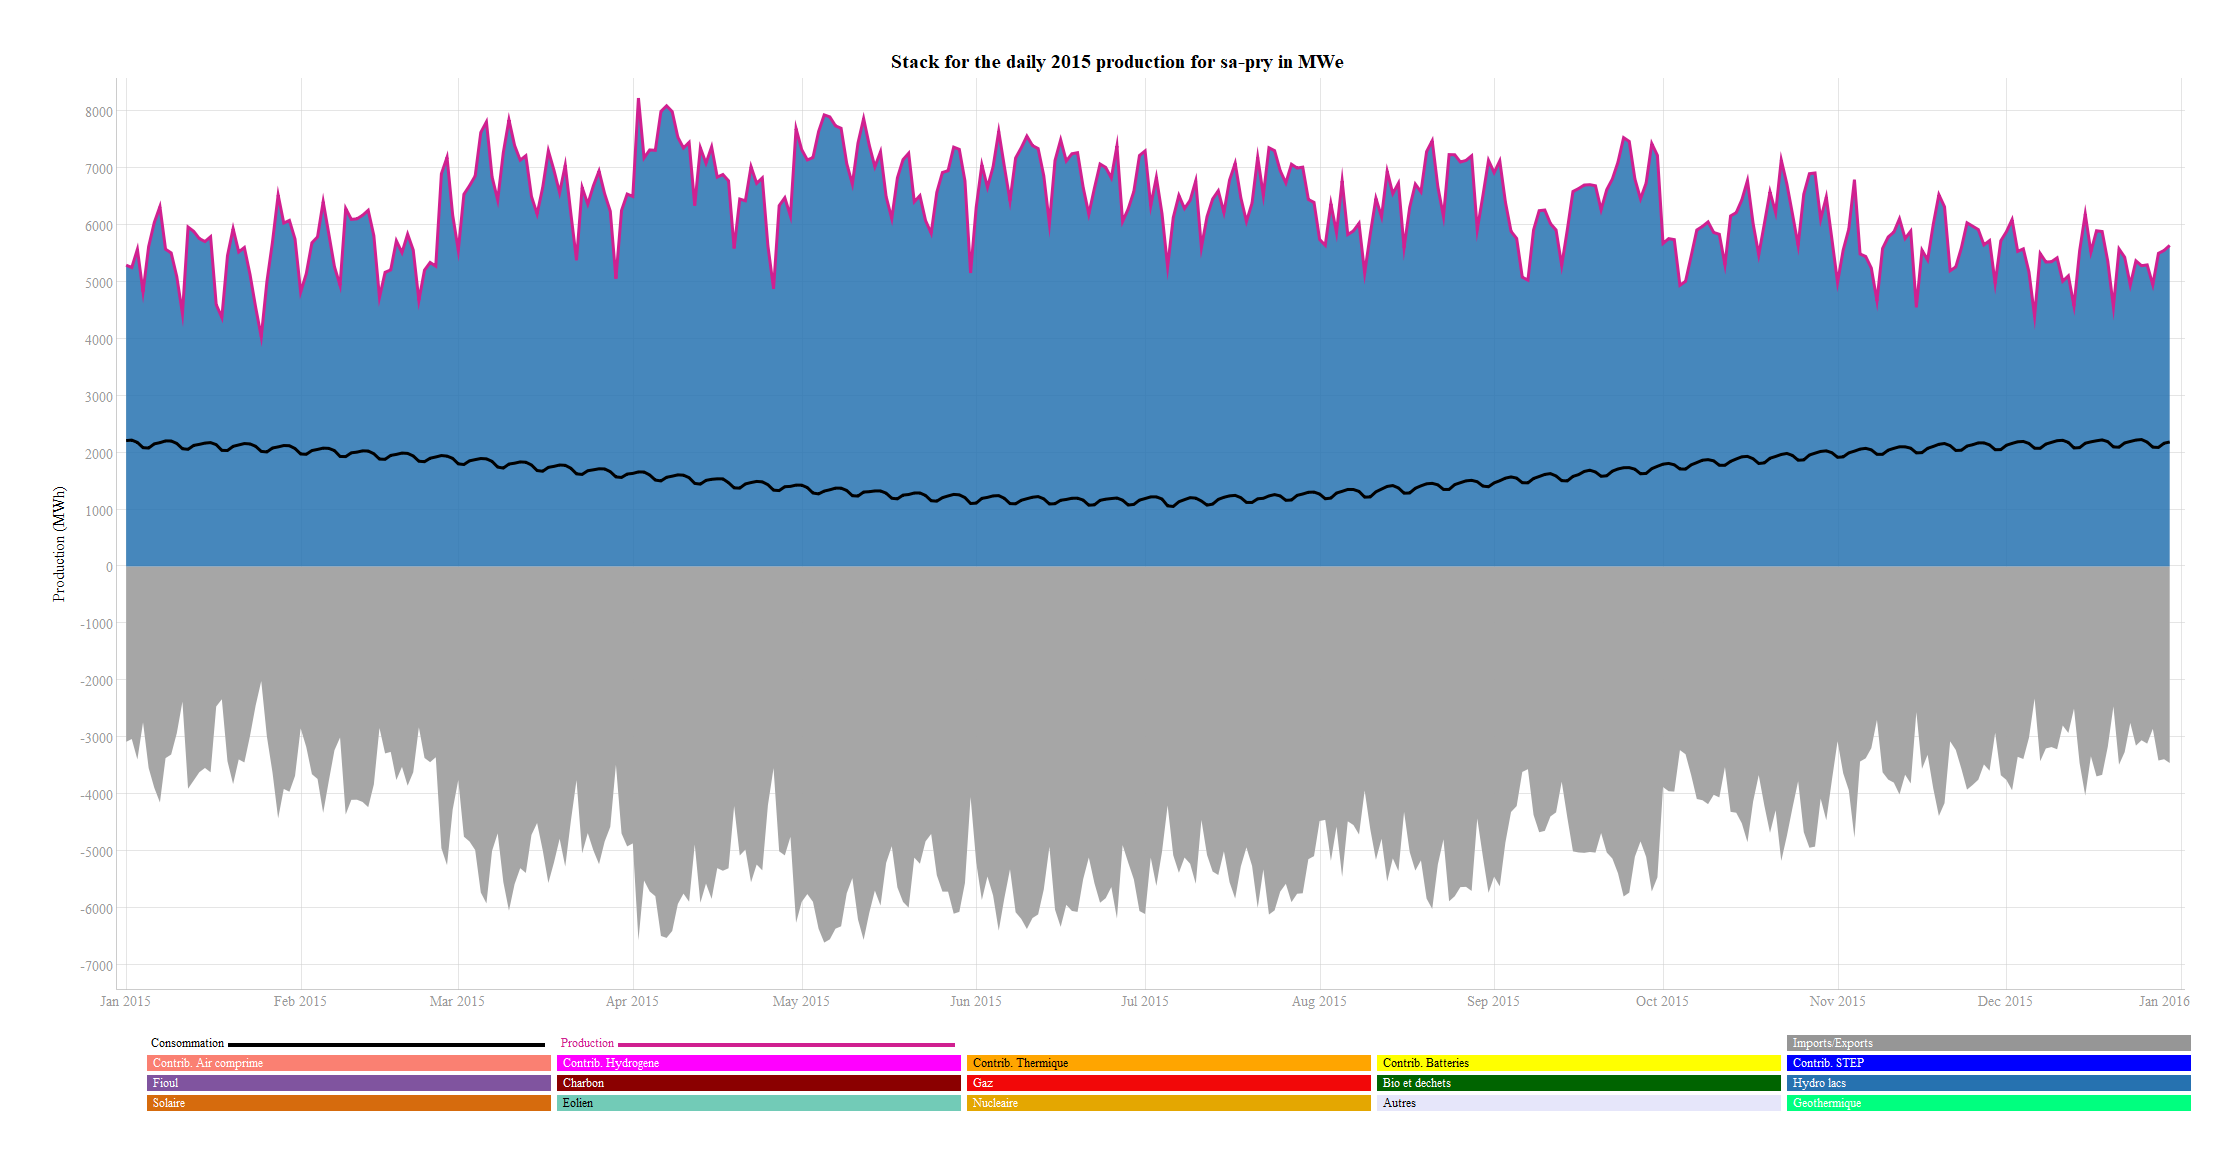 Stack for the daily 2015 production for sa-pry in MWe
8000
7000
6000
5000
4000
3000
2000
1000
0
-1000
-2000
-3000
-4000
-5000
-6000
-7000
Production (MWh)
Jan 2015 Feb 2015 Mar 2015 Apr 2015 May 2015 Jun 2015 Jul 2015 Aug 2015 Sep 2015 Oct 2015 Nov 2015 Dec 2015 Jan 2016
Consommation Production Imports/Exports
Contrib. Air comprime Contrib. Hydrogene Contrib. Thermique Contrib. Batteries Contrib. STEP
Fioul Charbon Gaz Bio et dechets Hydro lacs
Solaire Eolien Nucleaire Autres Geothermique